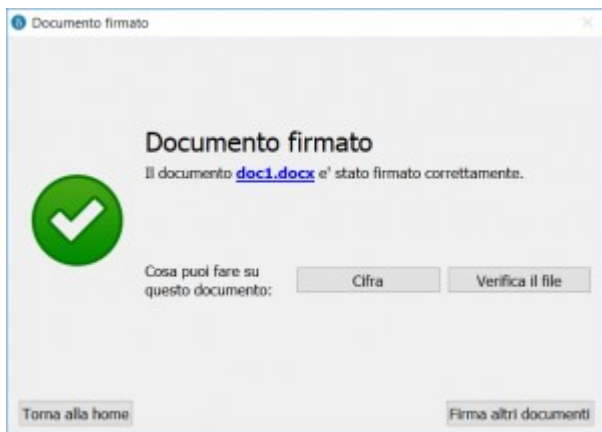 Documento firmato
Documento firmato
Il documento doc1.docx e' stato firmato correttamente.
Cosa puoi fare su
questo documento:
Cifra
Verifica il file
Torna alla home
Firma altri documenti